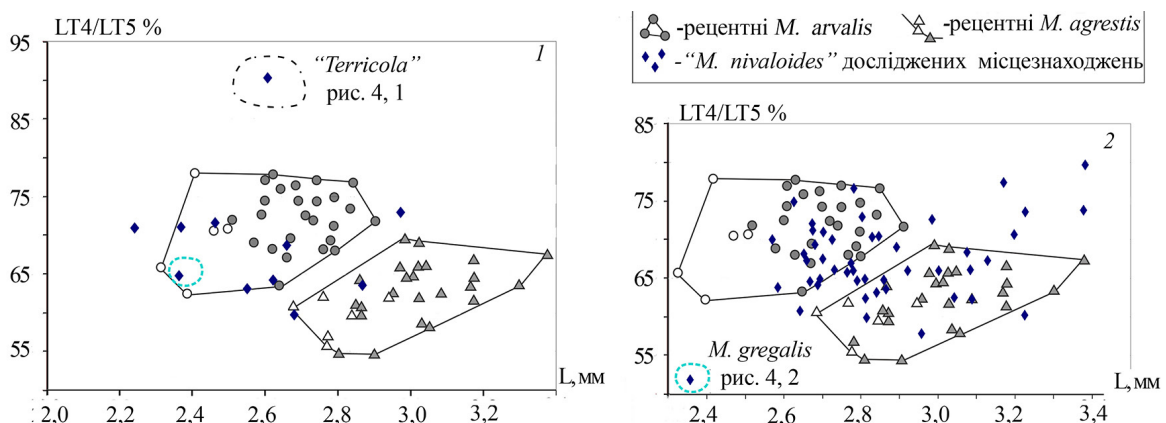 LT4/LT5 %
95
85
75
65
55
1
“Terricola”
рис. 4, 1
L, мм
2,0
2,2
2,4
2,6
2,8
3,0
3,2
-рецентні M. arvalis
-рецентні M. agrestis
-“M. nivaloides” досліджених місцезнаходжень
LT4/LT5 %
85
75
65
55
2
M. gregalis
рис. 4, 2
L, мм
2,4
2,6
2,8
3,0
3,2
3,4